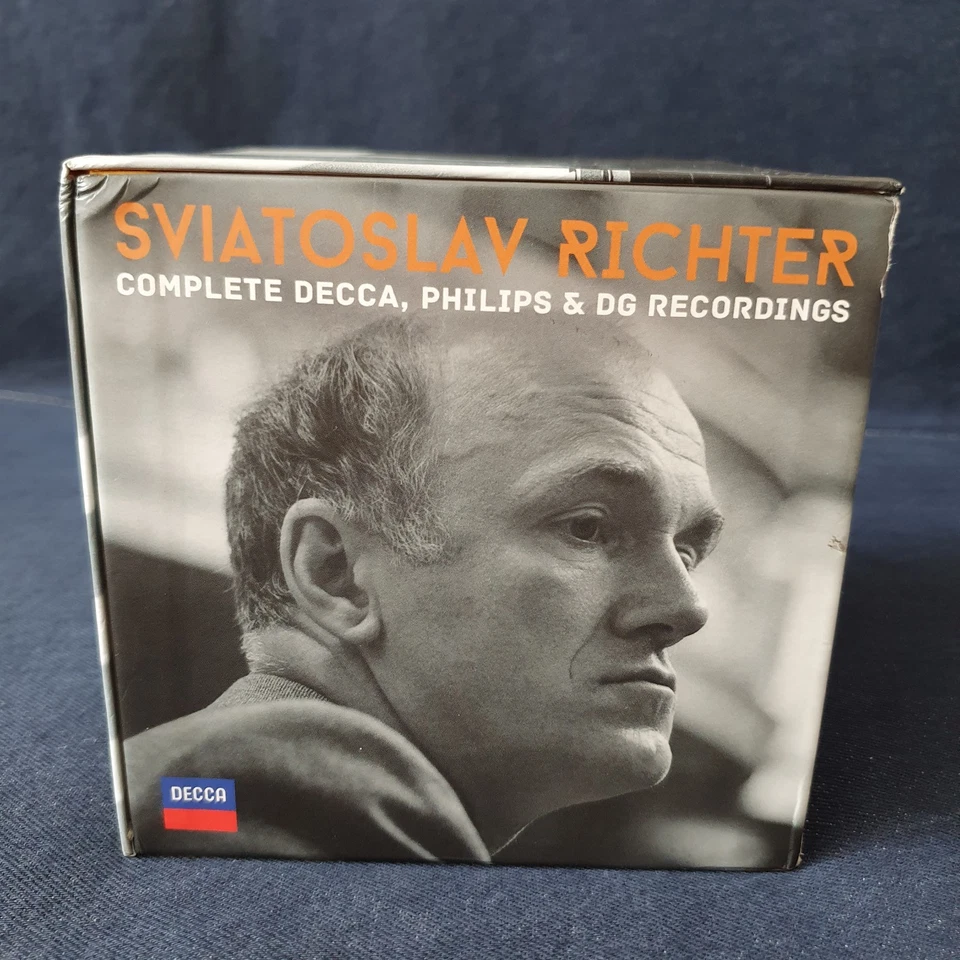 SVIATOSLAV RICHTER
COMPLETE DECCA, PHILIPS & DG RECORDINGS
DECCA